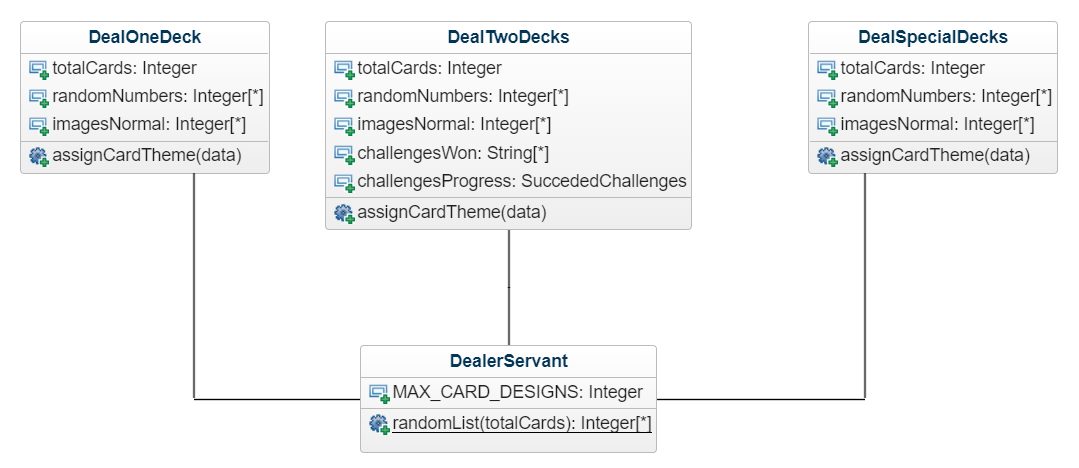 DealOneDeck
totalCards: Integer
randomNumbers: Integer[*]
imagesNormal: Integer[*]
assignCardTheme(data)
DealTwoDecks
totalCards: Integer
randomNumbers: Integer[*]
imagesNormal: Integer[*]
challengesWon: String[*]
challengesProgress: SuccededChallenges
assignCardTheme(data)
DealSpecialDecks
totalCards: Integer
randomNumbers: Integer[*]
imagesNormal: Integer[*]
assignCardTheme(data)
DealerServant
MAX_CARD_DESIGNS: Integer
randomList(totalCards): Integer[*]